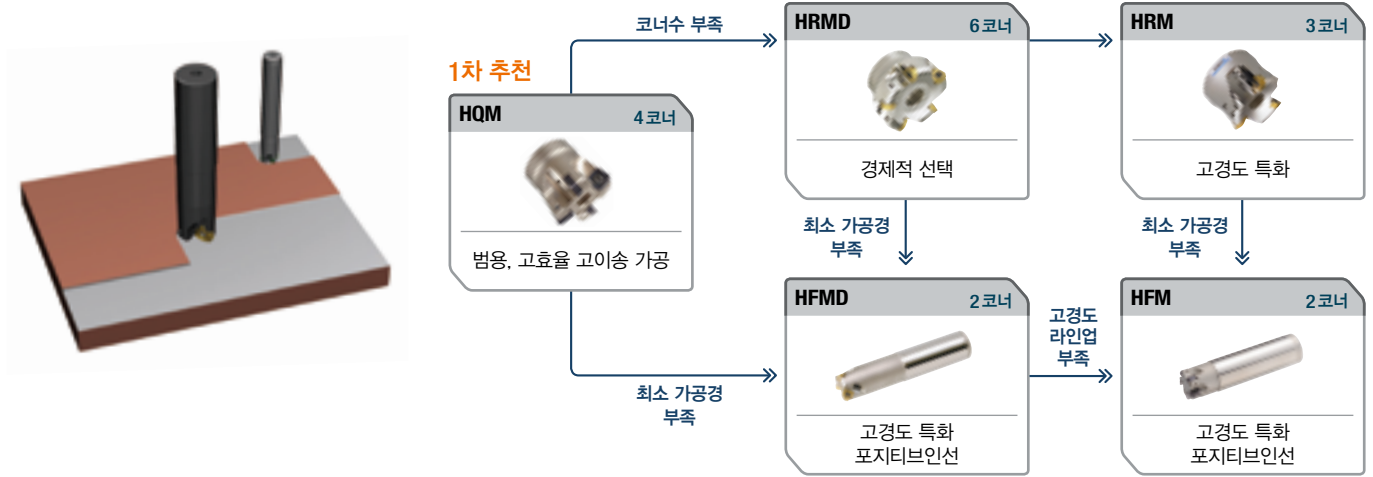 1차 추천
HQM 4코너
범용, 고효율 고이송 가공
코너수 부족
HRMD 6코너
경제적 선택
HRM 3코너
고경도 특화
최소 가공경
부족
최소 가공경
부족
최소 가공경
부족
HFMD 2코너
고경도 특화
포지티브인선
고경도
라인업
부족
HFM 2코너
고경도 특화
포지티브인선